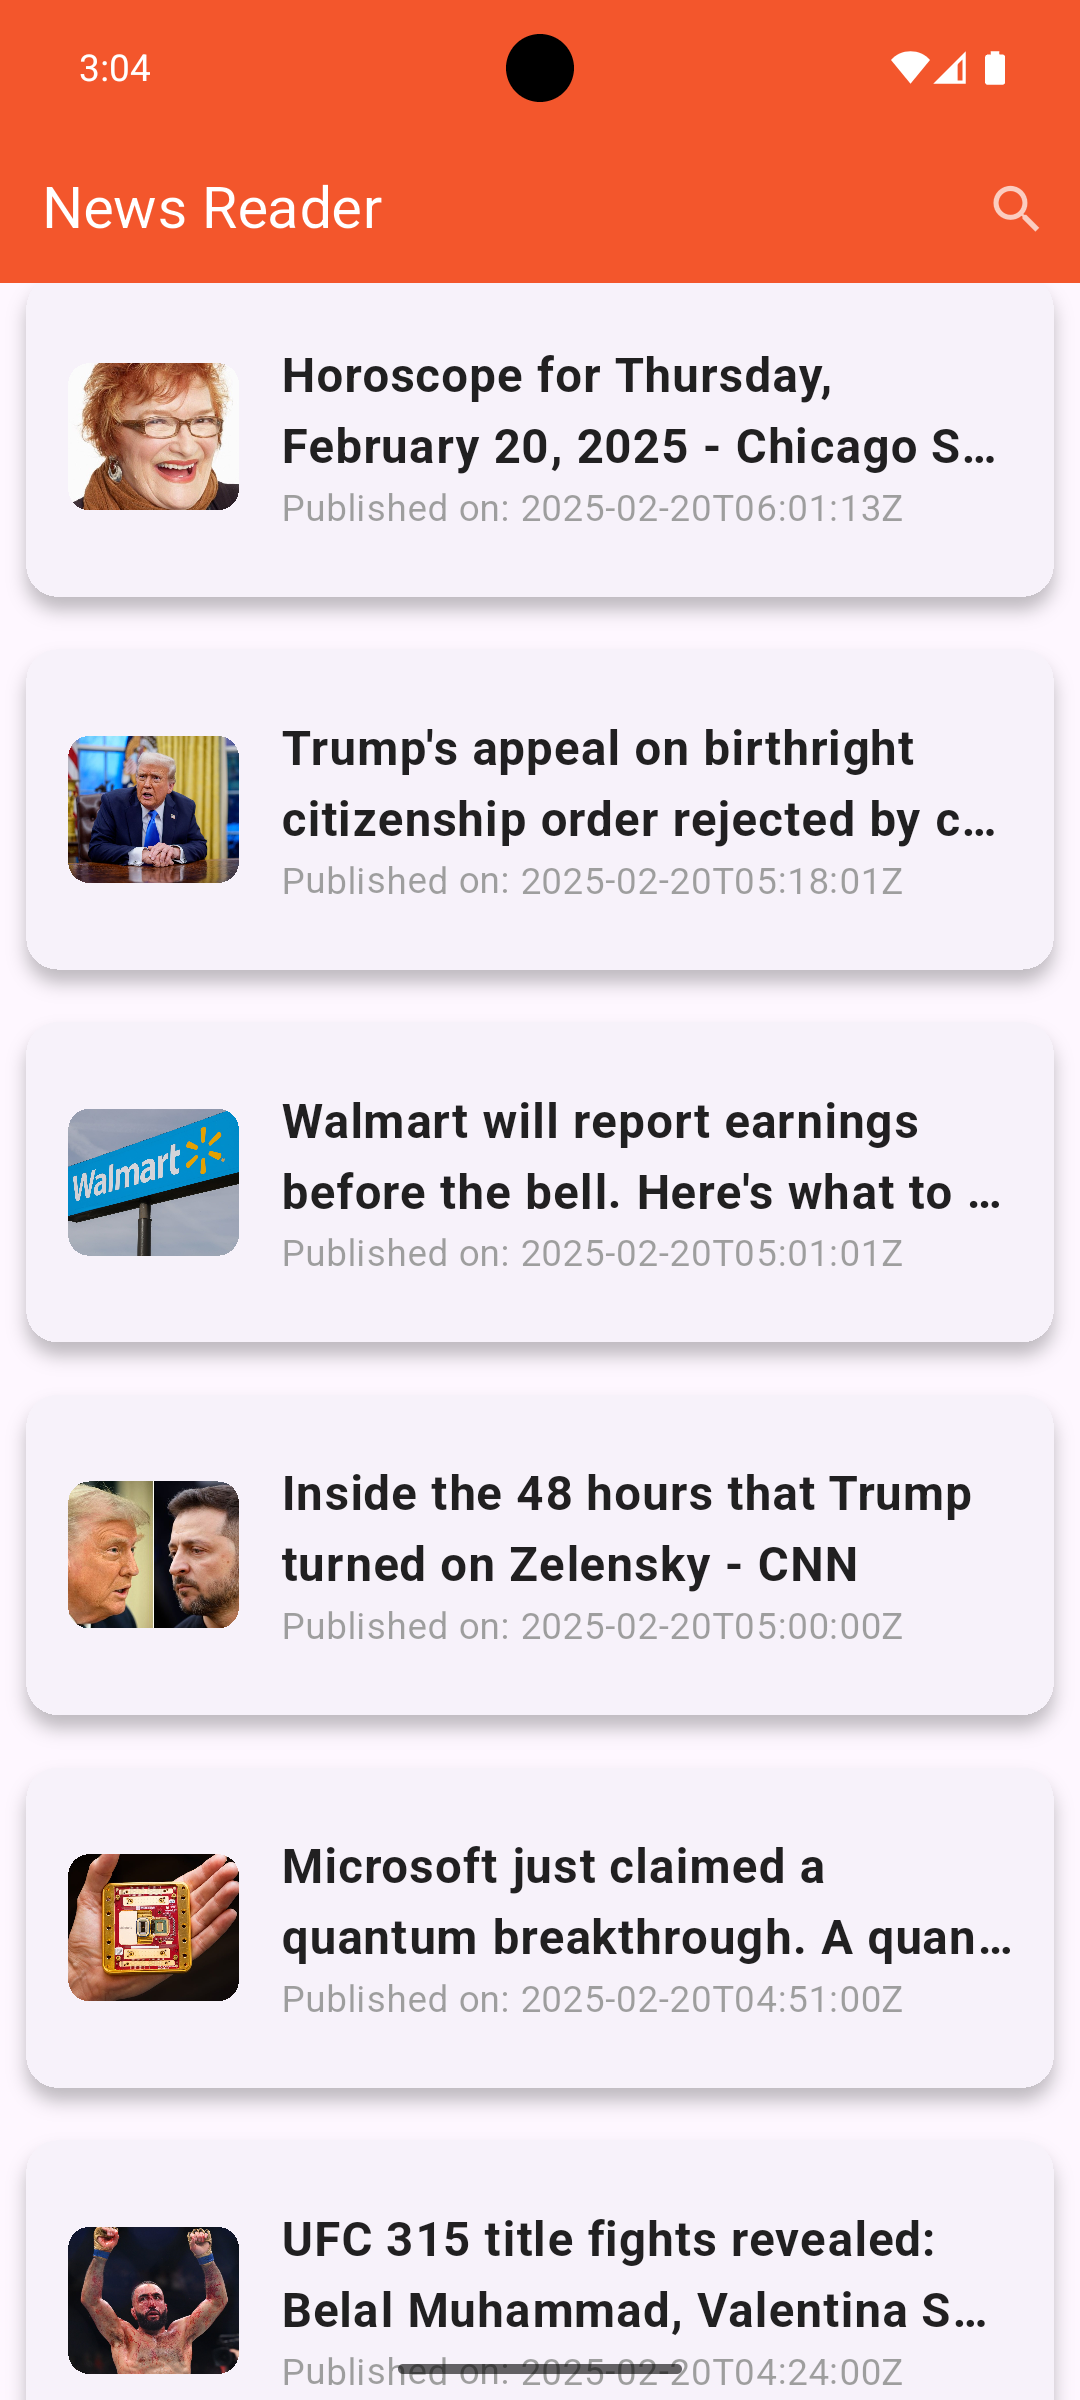 3:04
News Reader
Horoscope for Thursday,
February 20, 2025 - Chicago S…
Published on: 2025-02-20T06:01:13Z
Trump's appeal on birthright
citizenship order rejected by c…
Published on: 2025-02-20T05:18:01Z
Walmart
Walmart will report earnings
before the bell. Here's what to …
Published on: 2025-02-20T05:01:01Z
Inside the 48 hours that Trump
turned on Zelensky - CNN
Published on: 2025-02-20T05:00:00Z
Microsoft just claimed a
quantum breakthrough. A quan…
Published on: 2025-02-20T04:51:00Z
UFC 315 title fights revealed:
Belal Muhammad, Valentina S…
Published on: 2025-02-20T04:24:00Z